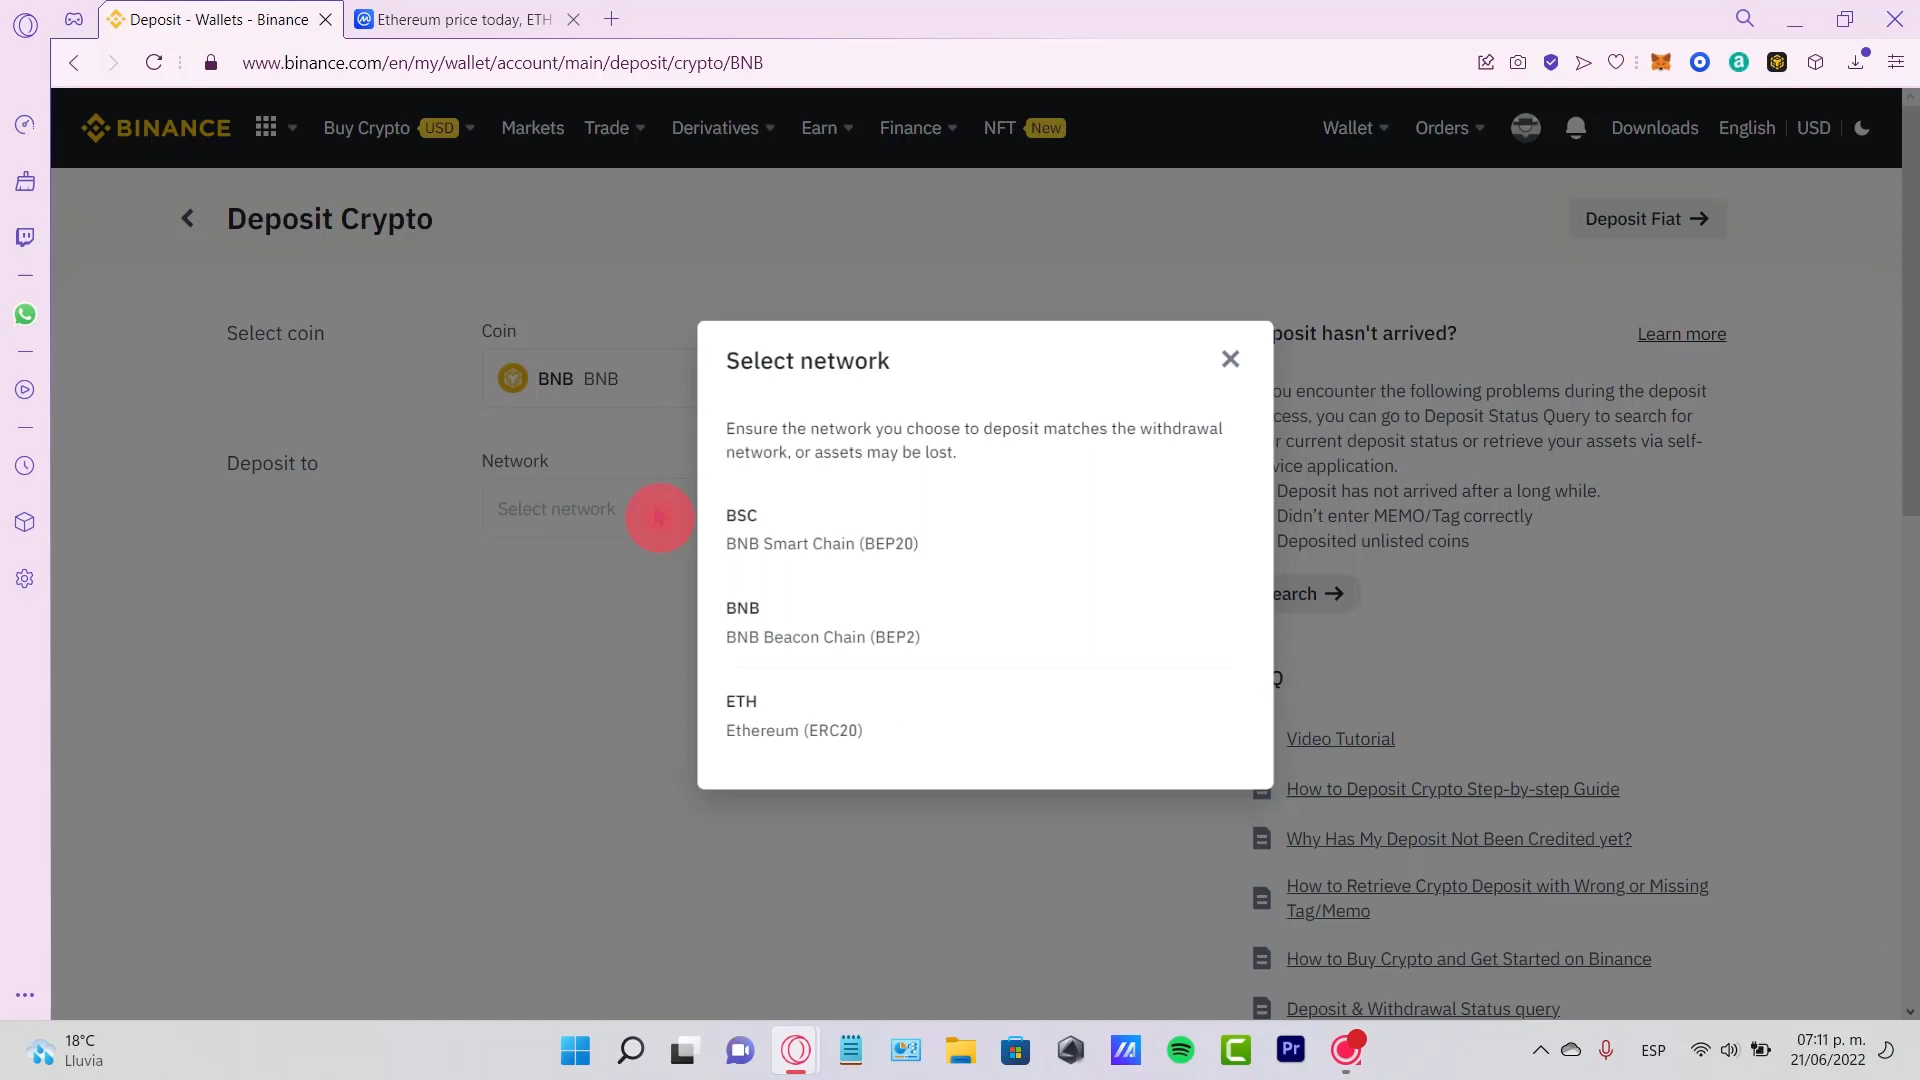 Deposit - Wallets - Binance
Ethereum price today, ETH
www.binance.com/en/my/wallet/account/main/deposit/crypto/BNB
BINANCE
Buy Crypto USD
Markets
Trade
Derivatives
Earn
Finance
NFT New
Wallet
Orders
Downloads
English
USD
Deposit Crypto
Deposit Fiat
Select coin
Coin
BNB BNB
Deposit to
Network
Select network
Select network
Ensure the network you choose to deposit matches the withdrawal
network, or assets may be lost.
BSC
BNB Smart Chain (BEP20)
BNB
BNB Beacon Chain (BEP2)
ETH
Ethereum (ERC20)
posit hasn't arrived?
Learn more
ou encounter the following problems during the deposit
cess, you can go to Deposit Status Query to search for
r current deposit status or retrieve your assets via self-
vice application.
Deposit has not arrived after a long while.
Didn't enter MEMO/Tag correctly
Deposited unlisted coins
earch
Q
Video Tutorial
How to Deposit Crypto Step-by-step Guide
Why Has My Deposit Not Been Credited yet?
How to Retrieve Crypto Deposit with Wrong or Missing
Tag/Memo
How to Buy Crypto and Get Started on Binance
Deposit & Withdrawal Status query
18°C
Lluvia
Pr
ESP
07:11 p. m.
21/06/2022